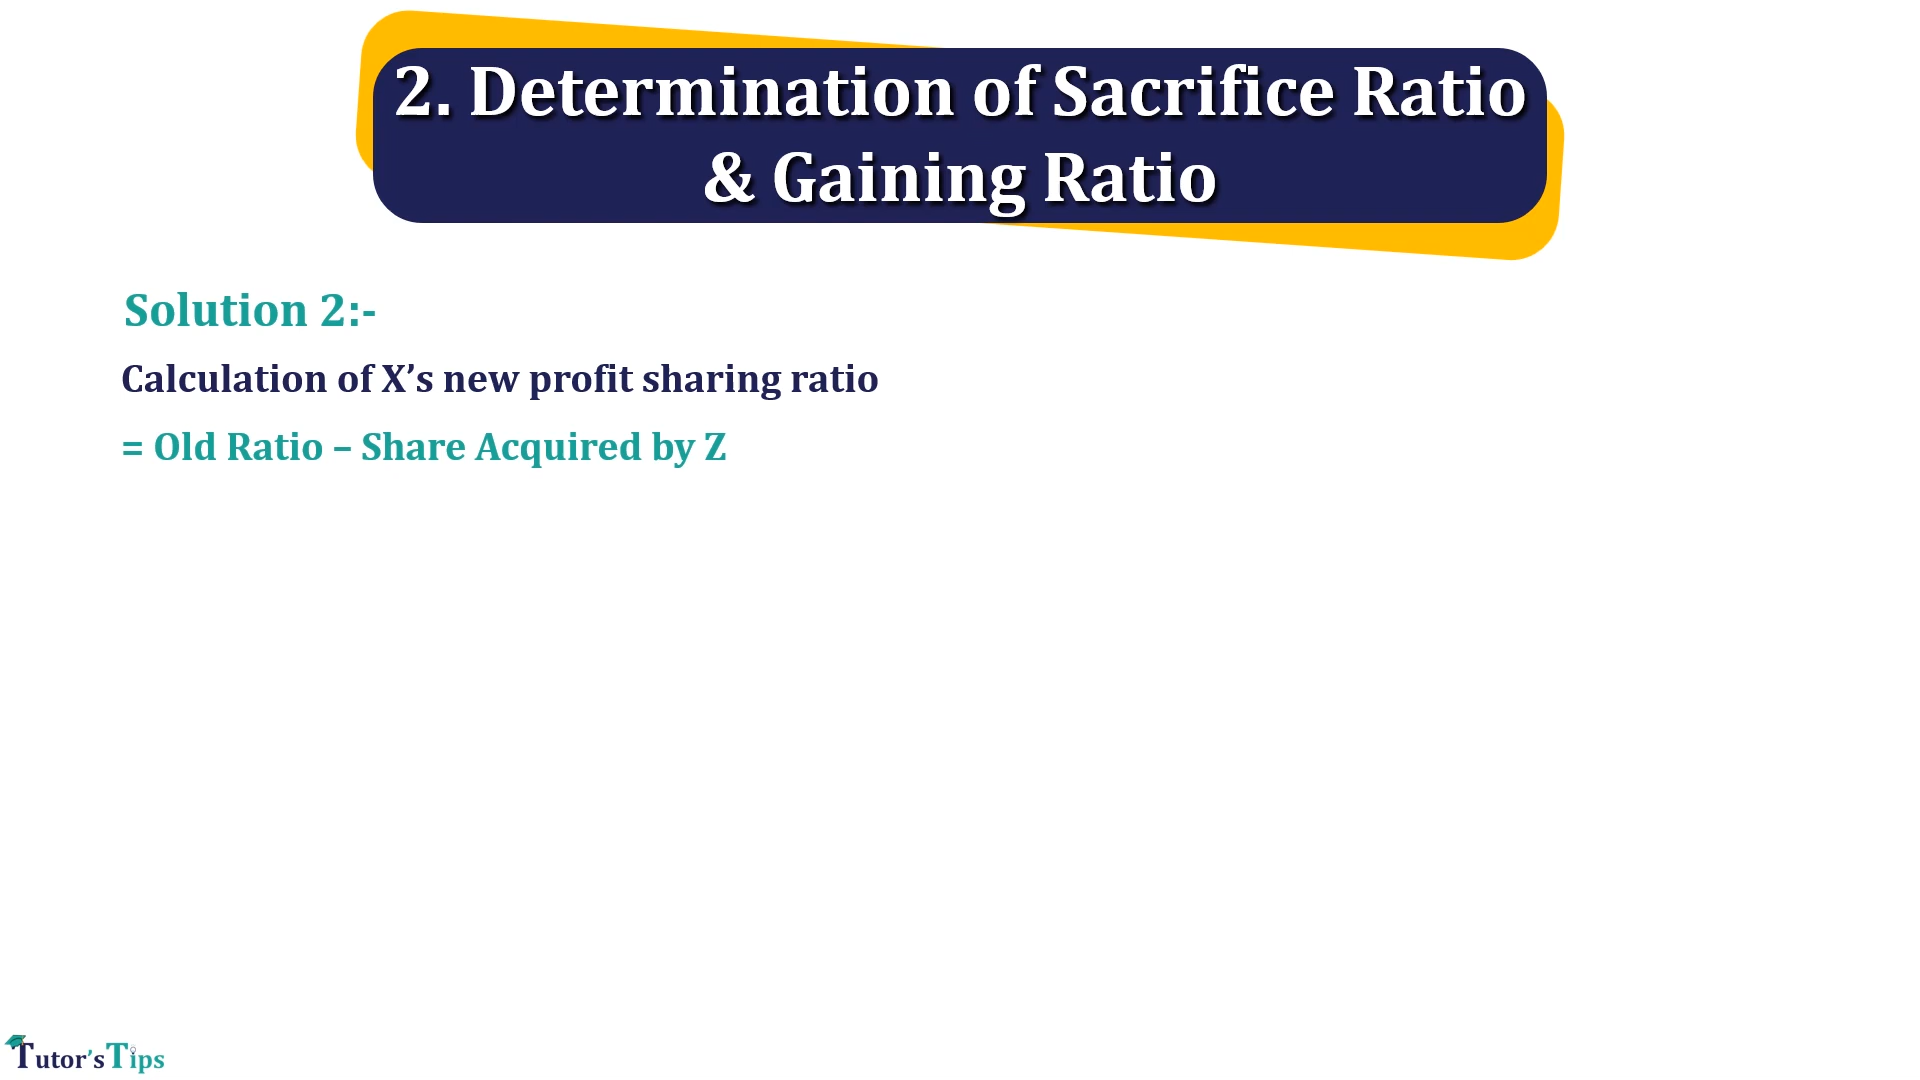 2. Determination of Sacrifice Ratio
& Gaining Ratio
Solution 2:-
Calculation of X’s new profit sharing ratio
= Old Ratio – Share Acquired by Z
Tutor’sTips